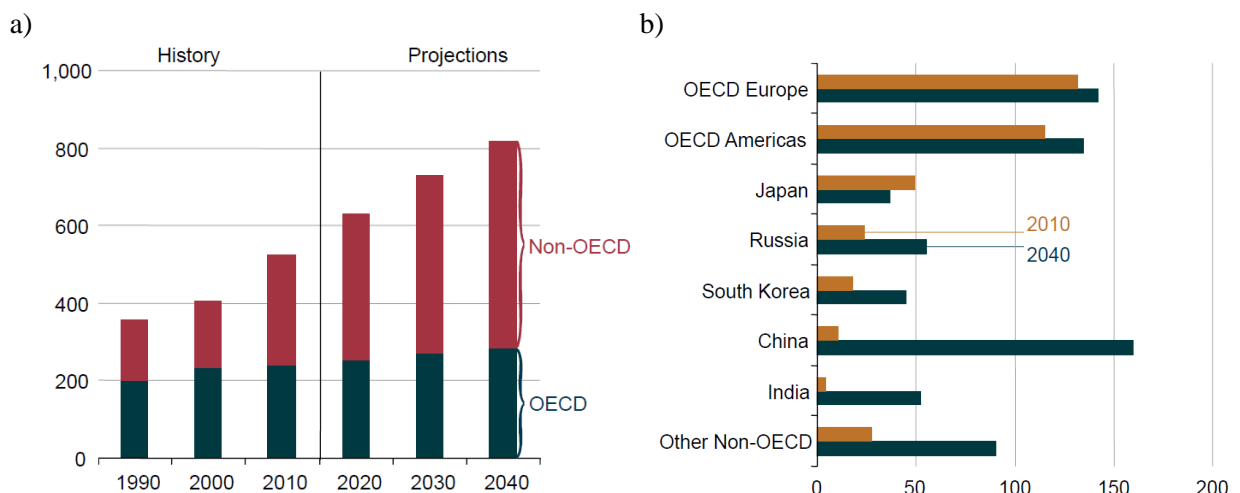 a)
History Projections
1,000
800
600
400
200
0
Non-OECD
OECD
1990 2000 2010 2020 2030 2040
b)
OECD Europe
OECD Americas
Japan
Russia
South Korea
China
India
Other Non-OECD
2010
2040
0 50 100 150 200